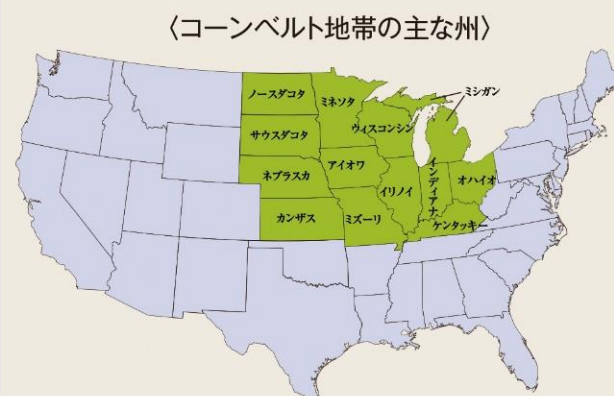 〈コーンベルト地帯の主な州〉
ノースダコタ
ミネソタ
ミシガン
サウスダコタ
ウィスコンシン
ネブラスカ
アイオワ
イリノイ
インディアナ
オハイオ
カンザス
ミズーリ
ケンタッキー